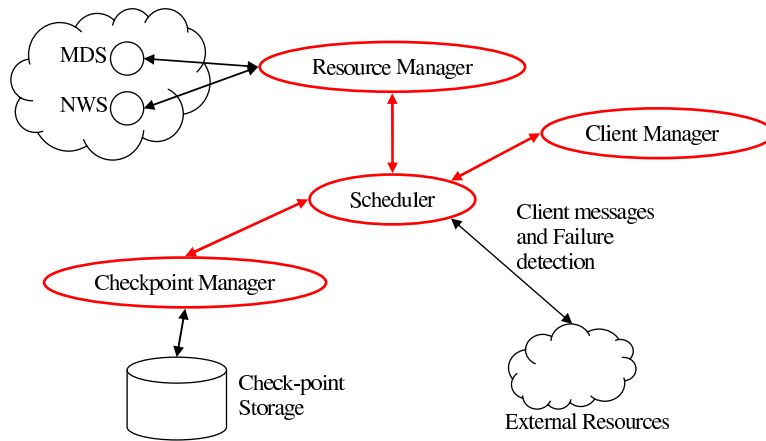 MDS
Resource Manager
NWS
Client Manager
Scheduler
Client messages
and Failure
detection
Checkpoint Manager
Check-point
Storage
External Resources